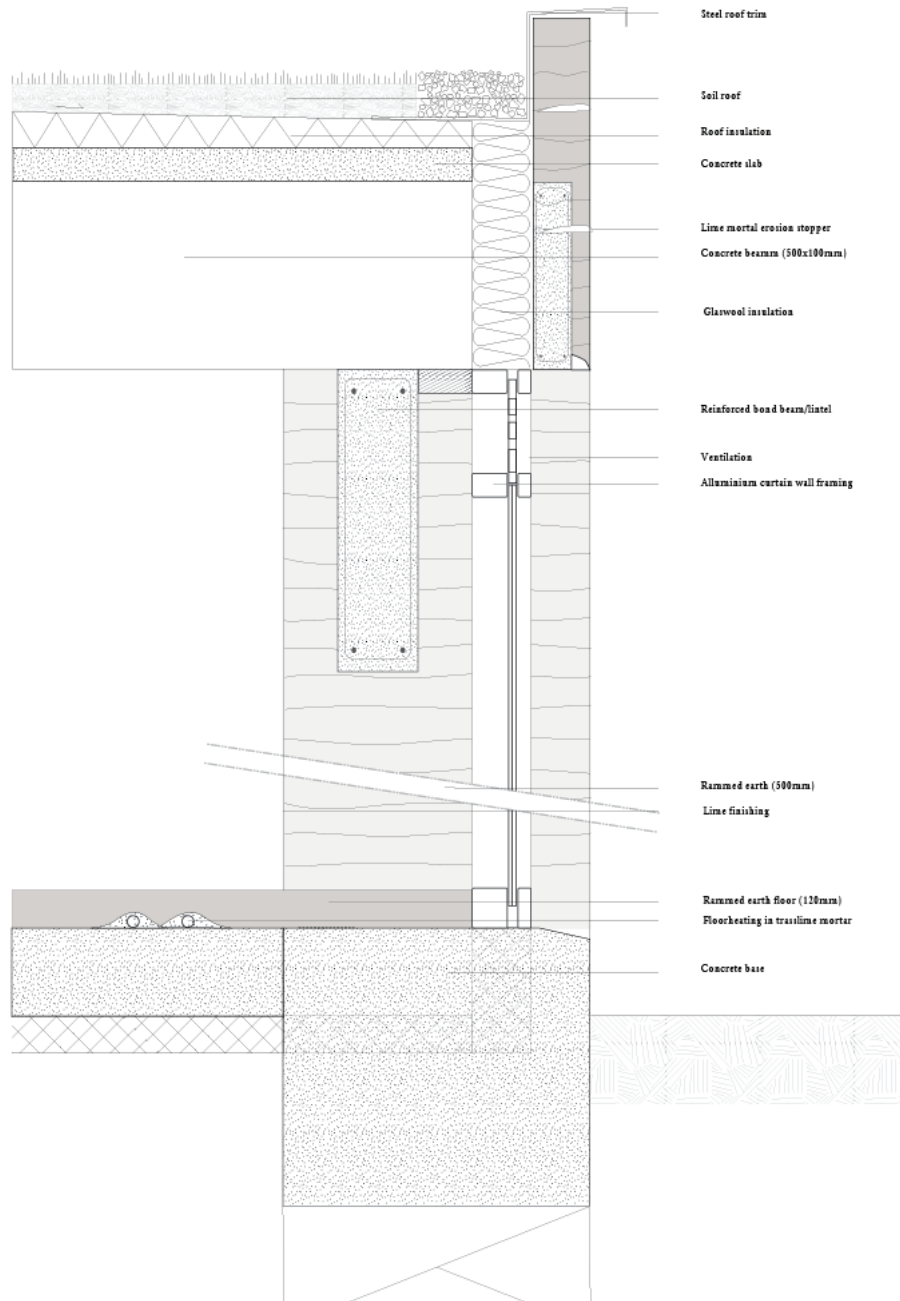 Steel roof trim
Soil roof
Roof insulation
Concrete slab
Lime mortal erosion stopper
Concrete beamm (500x100mm)
Glaswool insulation
Reinforced bond beam/lintel
Ventilation
Alluminium curtain wall framing
Rammed earth (500mm)
Lime finishing
Rammed earth floor (120mm)
Floorheating in trasslime mortar
Concrete base